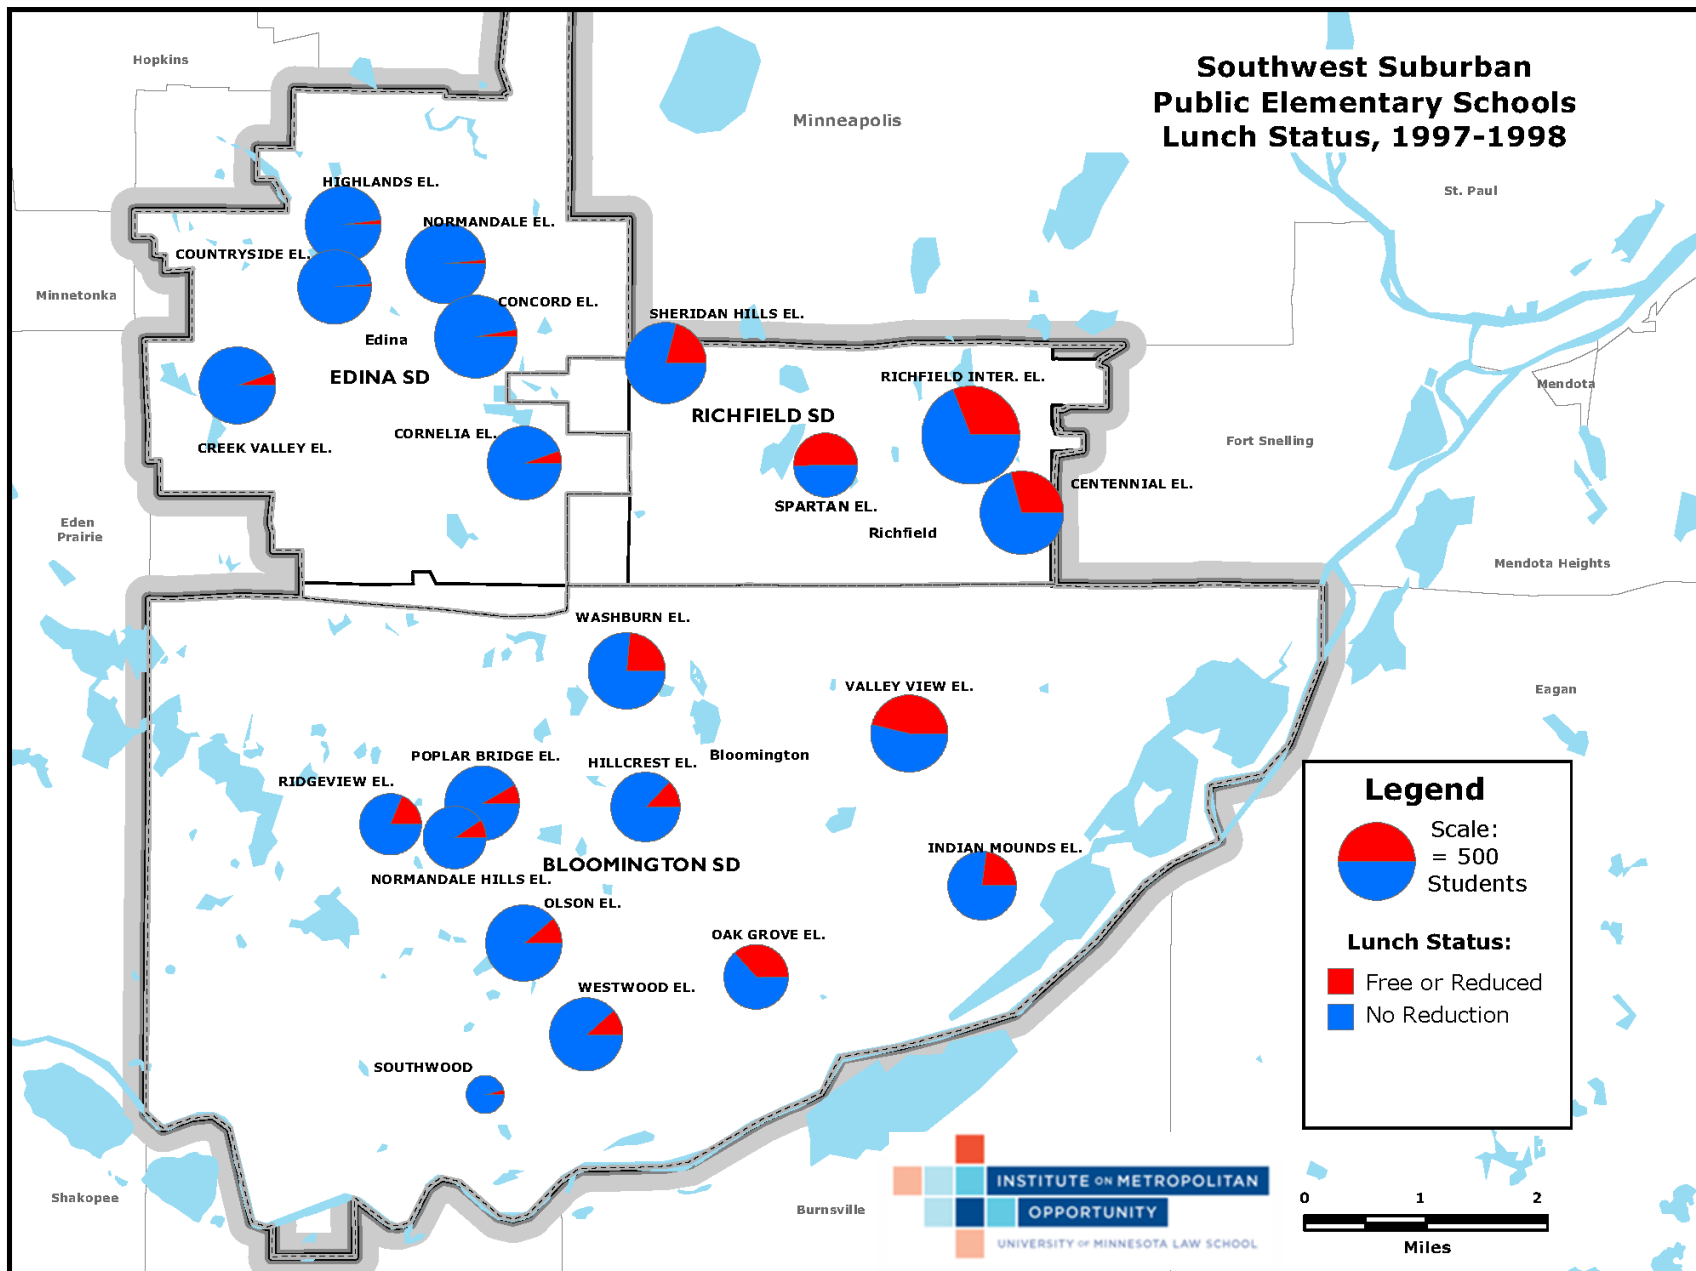 Southwest Suburban
Public Elementary Schools
Lunch Status, 1997-1998
Hopkins
Minneapolis
St. Paul
HIGHLANDS EL.
NORMANDALE EL.
COUNTRYSIDE EL.
Minnetonka
CONCORD EL.
SHERIDAN HILLS EL.
Edina
EDINA SD
RICHFIELD INTER. EL.
Mendota
RICHFIELD SD
CORNELIA EL.
CREEK VALLEY EL.
Fort Snelling
CENTENNIAL EL.
SPARTAN EL.
Eden
Prairie
Richfield
Mendota Heights
WASHBURN EL.
VALLEY VIEW EL.
Eagan
POPLAR BRIDGE EL.
HILLCREST EL.
Bloomington
RIDGEVIEW EL.
INDIAN MOUNDS EL.
BLOOMINGTON SD
NORMANDALE HILLS EL.
OLSON EL.
OAK GROVE EL.
WESTWOOD EL.
SOUTHWOOD
Legend
Scale:
= 500
Students
Lunch Status:
Free or Reduced
No Reduction
Shakopee
Burnsville
INSTITUTE ON METROPOLITAN
OPPORTUNITY
UNIVERSITY OF MINNESOTA LAW SCHOOL
0 1 2
Miles